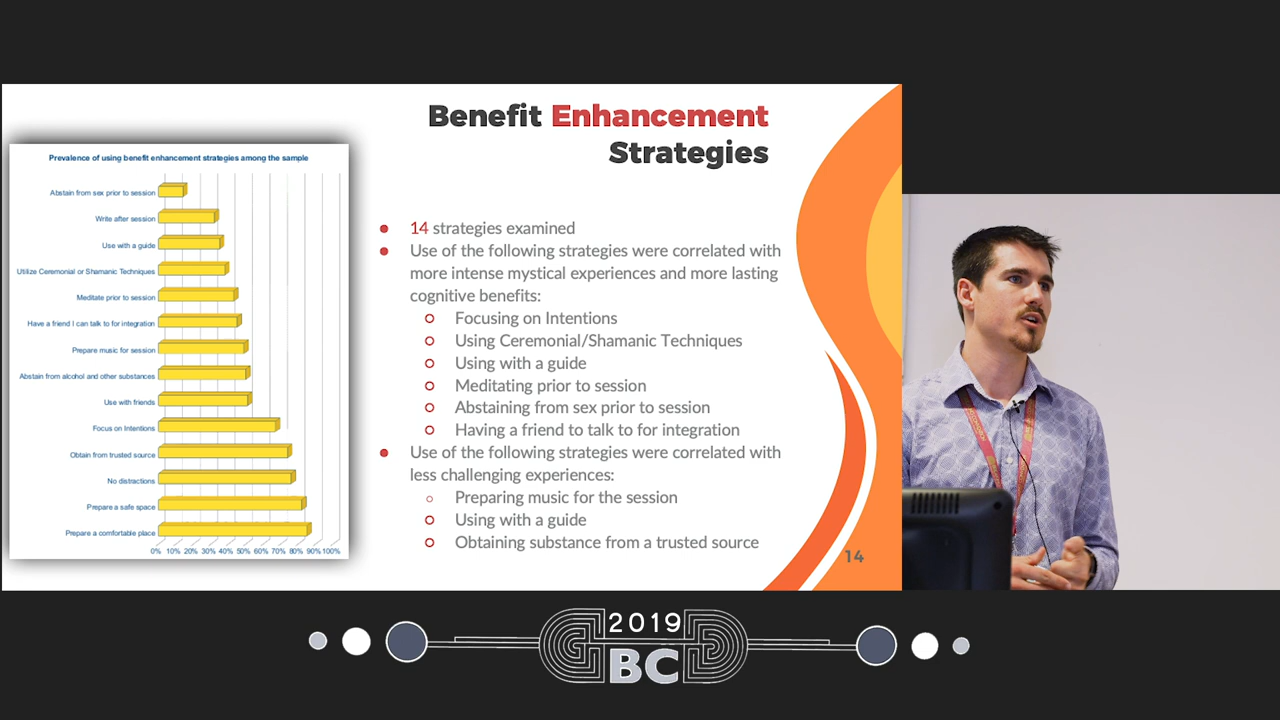 Benefit Enhancement
Strategies
Prevalence of using benefit enhancement strategies among the sample
Abstain from sex prior to session
Write after session
Use with a guide
Utilize Ceremonial or Shamanic Techniques
Meditate prior to session
Have a friend I can talk to for integration
Prepare music for session
Abstain from alcohol and other substances
Use with friends
Focus on Intentions
Obtain from trusted source
No distractions
Prepare a safe space
Prepare a comfortable place
0% 10% 20% 30% 40% 50% 60% 70% 80% 90% 100%
14 strategies examined
Use of the following strategies were correlated with
more intense mystical experiences and more lasting
cognitive benefits:
Focusing on Intentions
Using Ceremonial/Shamanic Techniques
Using with a guide
Meditating prior to session
Abstaining from sex prior to session
Having a friend to talk to for integration
Use of the following strategies were correlated with
less challenging experiences:
Preparing music for the session
Using with a guide
Obtaining substance from a trusted source
14
2019
BC